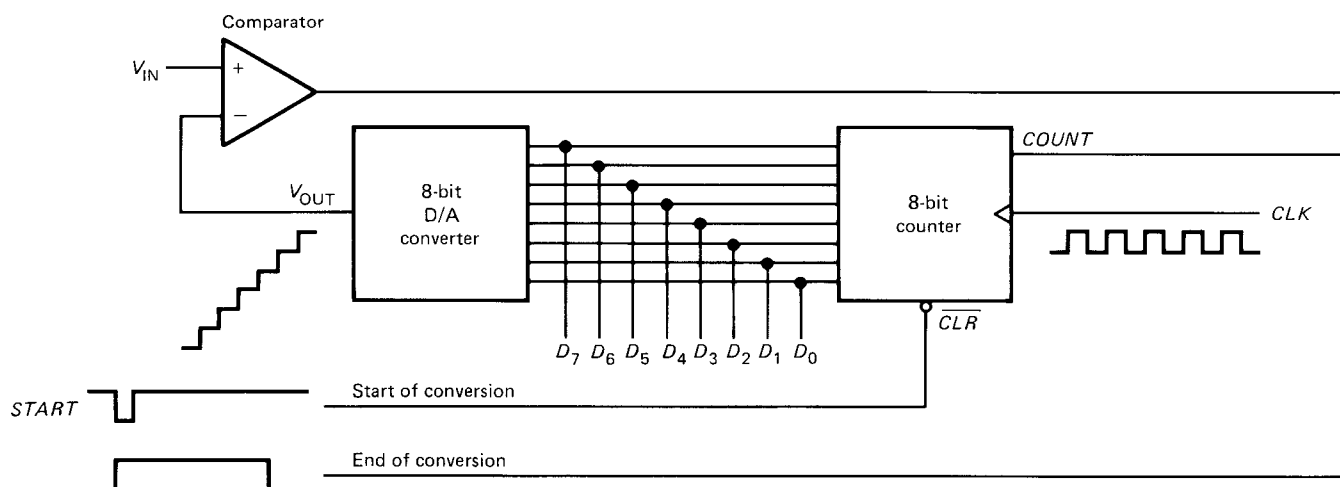 Comparator
V_IN
+
−
COUNT
8-bit
D/A
converter
8-bit
counter
V_OUT
CLK
CLR
D7 D6 D5 D4 D3 D2 D1 D0
START
Start of conversion
End of conversion